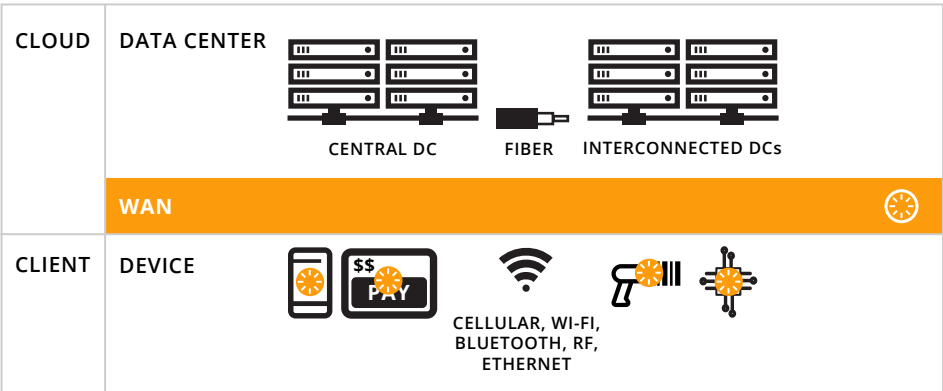 CLOUD
DATA CENTER
CENTRAL DC
FIBER
INTERCONNECTED DCs
WAN
CLIENT
DEVICE
$$
PAY
CELLULAR, WI-FI,
BLUETOOTH, RF,
ETHERNET